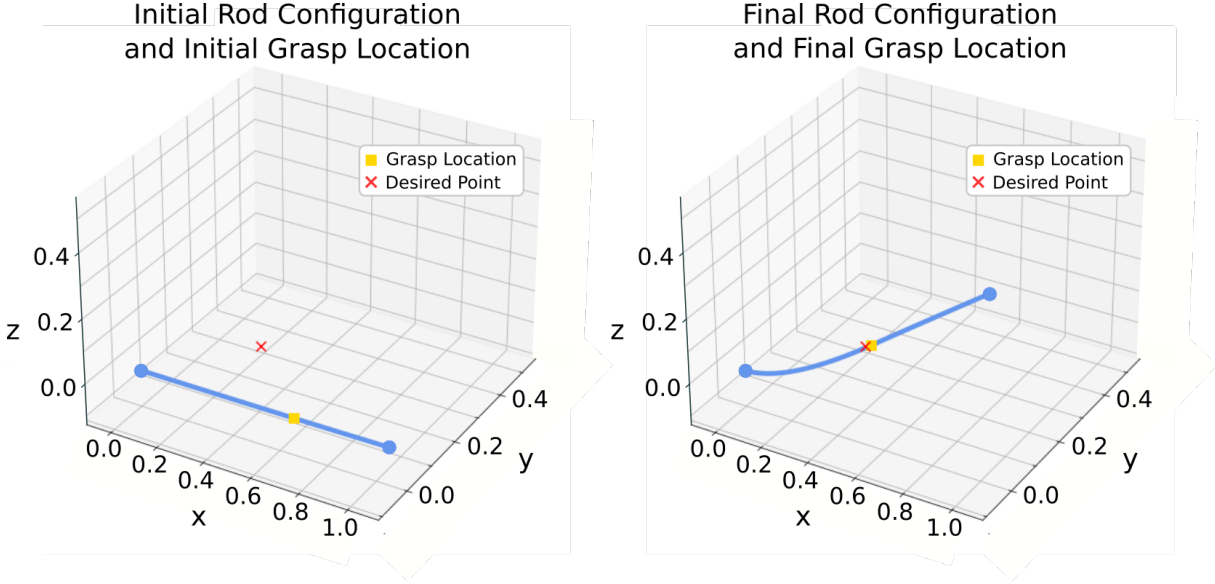 Initial Rod Configuration
and Initial Grasp Location
Grasp Location
Desired Point
0.4
0.2
0.0
z
0.0
0.2
0.4
0.6
0.8
1.0
x
0.0
0.2
0.4
y
Final Rod Configuration
and Final Grasp Location
Grasp Location
Desired Point
0.4
0.2
0.0
z
0.0
0.2
0.4
0.6
0.8
1.0
x
0.0
0.2
0.4
y